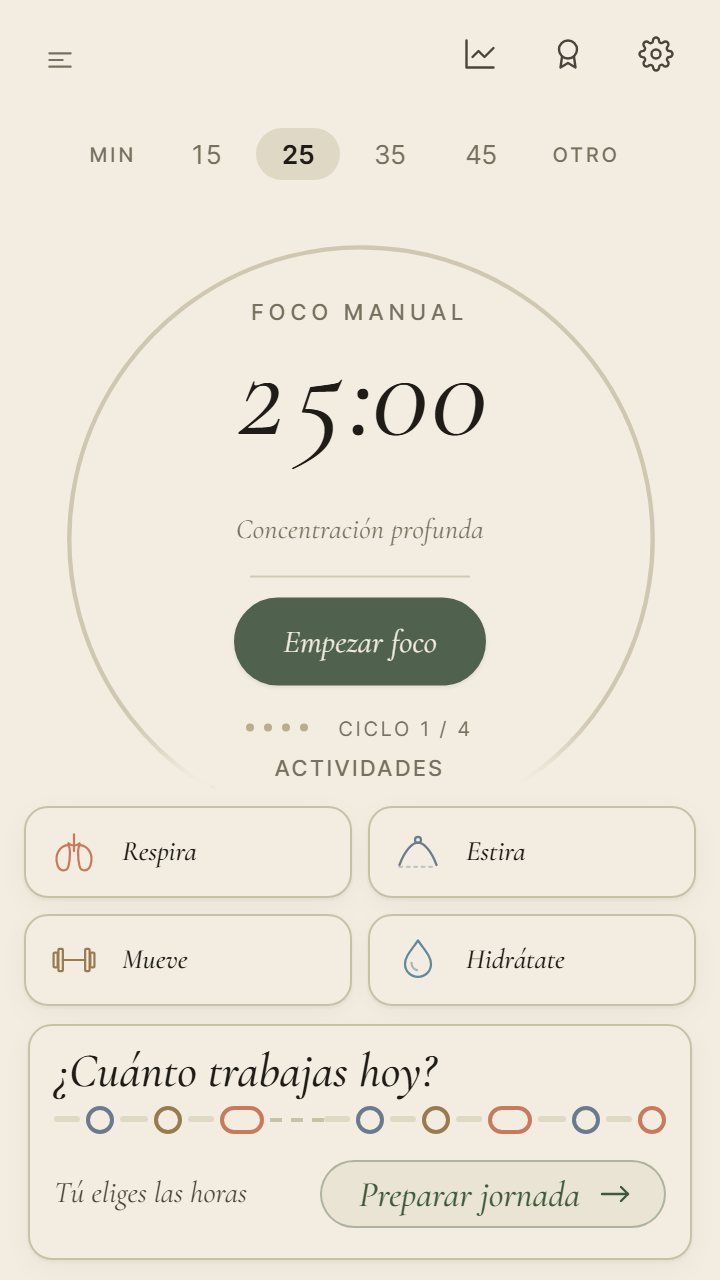 MIN 15 25 35 45 OTRO
FOCO MANUAL
25:00
Concentración profunda
Empezar foco
CICLO 1 / 4
ACTIVIDADES
Respira
Estira
Mueve
Hidrátate
¿Cuánto trabajas hoy?
Tú eliges las horas
Preparar jornada →